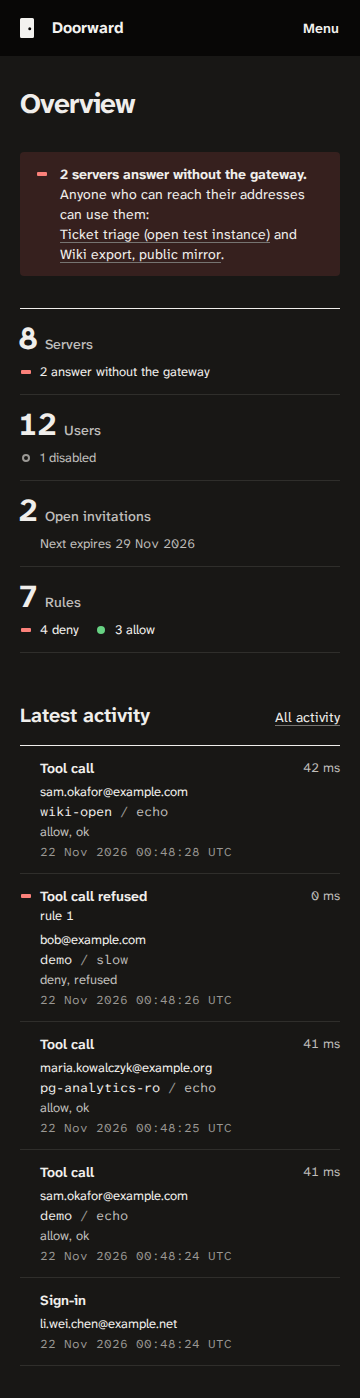 Doorward
Menu
Overview
2 servers answer without the gateway.
Anyone who can reach their addresses
can use them:
Ticket triage (open test instance) and
Wiki export, public mirror.
8 Servers
2 answer without the gateway
12 Users
1 disabled
2 Open invitations
Next expires 29 Nov 2026
7 Rules
4 deny 3 allow
Latest activity
All activity
Tool call 42 ms
sam.okafor@example.com
wiki-open / echo
allow, ok
22 Nov 2026 00:48:28 UTC
Tool call refused 0 ms
rule 1
bob@example.com
demo / slow
deny, refused
22 Nov 2026 00:48:26 UTC
Tool call 41 ms
maria.kowalczyk@example.org
pg-analytics-ro / echo
allow, ok
22 Nov 2026 00:48:25 UTC
Tool call 41 ms
sam.okafor@example.com
demo / echo
allow, ok
22 Nov 2026 00:48:24 UTC
Sign-in
li.wei.chen@example.net
22 Nov 2026 00:48:24 UTC